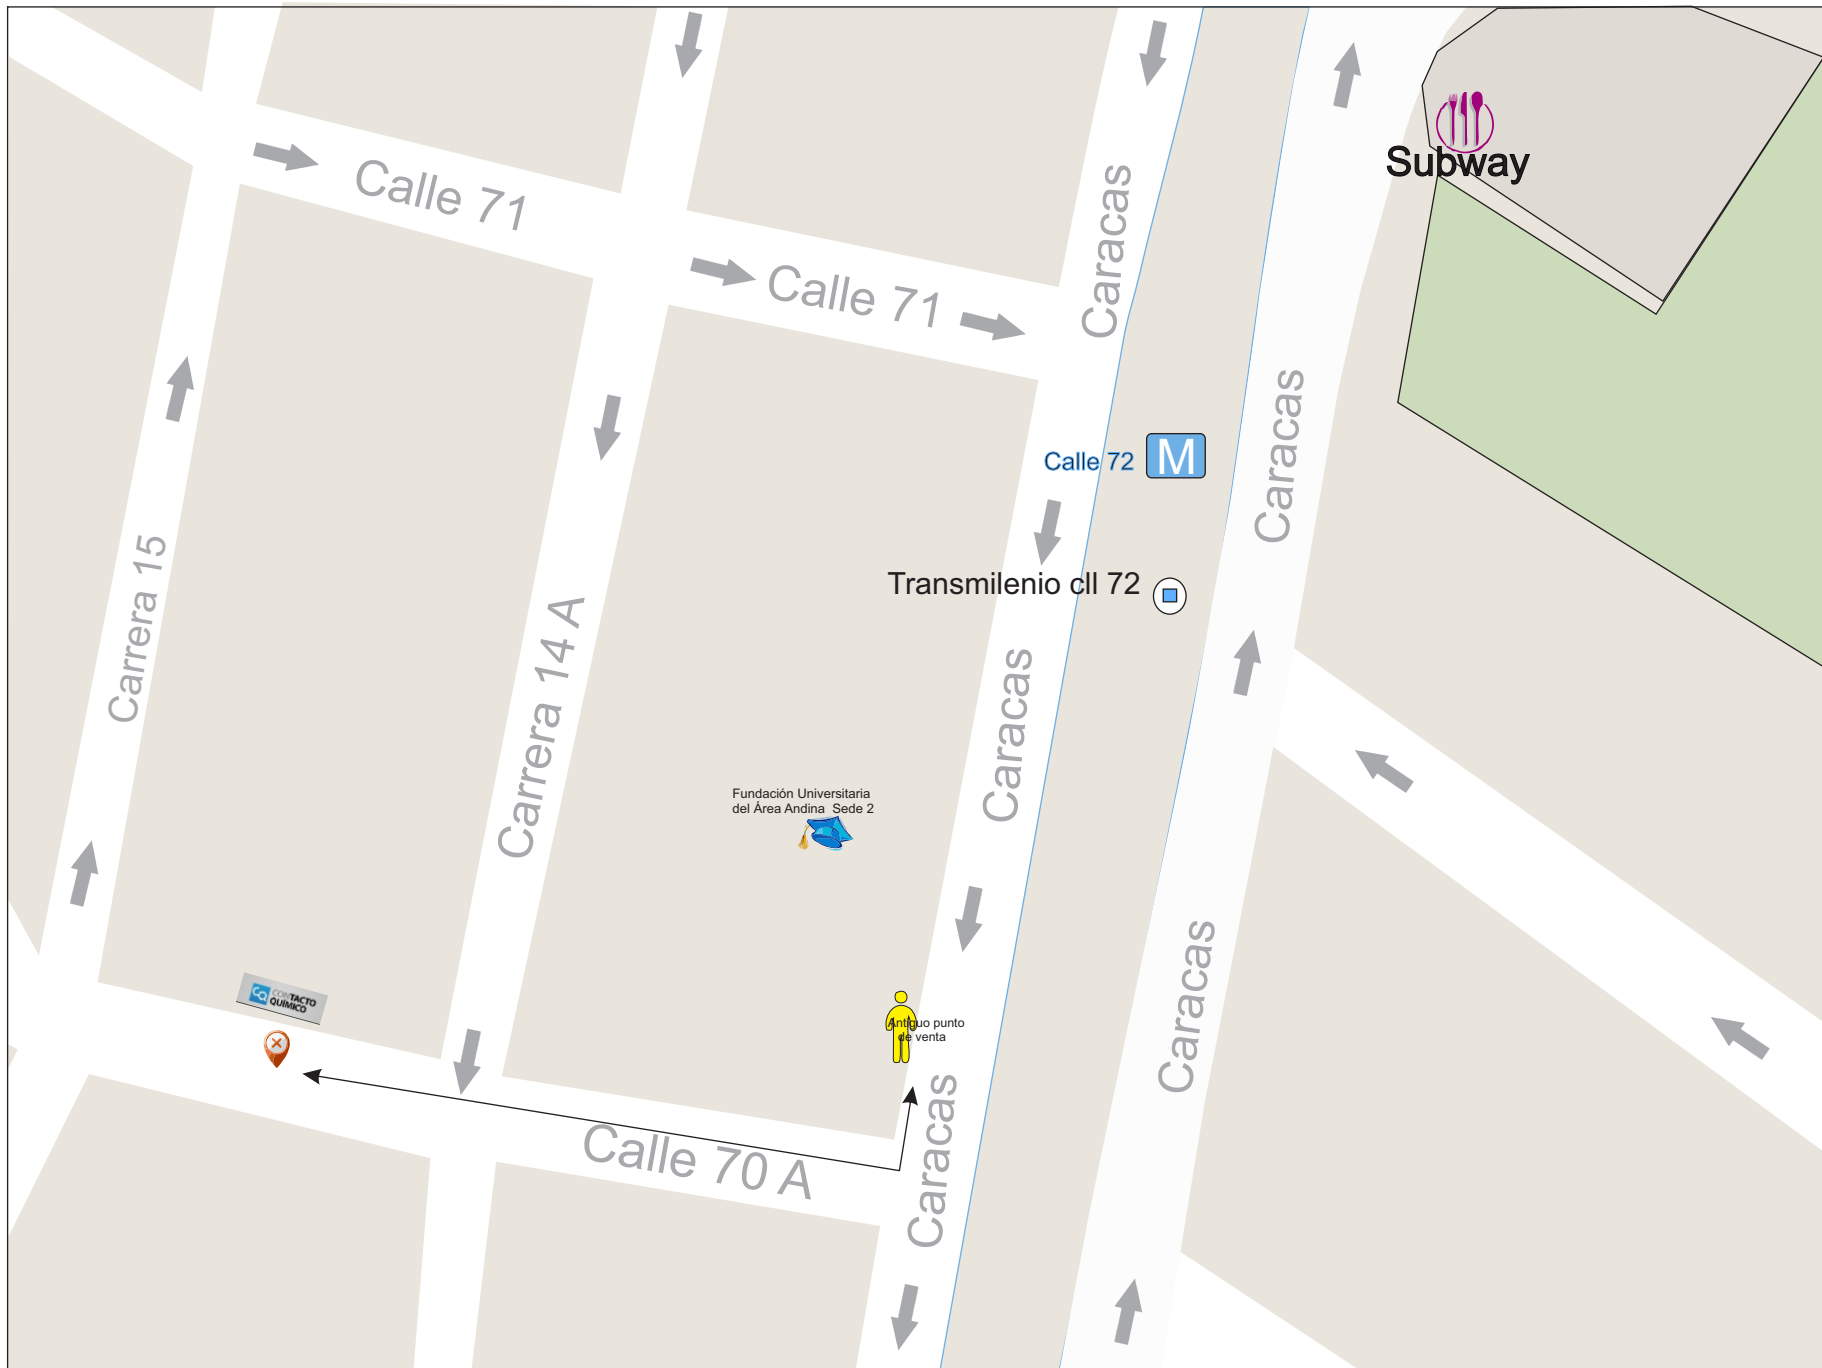 Subway
Calle 71
Calle 71
Caracas
Caracas
Calle 72
M
Transmilenio cll 72
Carrera 15
Carrera 14 A
Caracas
Fundación Universitaria
del Área Andina Sede 2
CONTACTO
QUÍMICO
Antiguo punto
de venta
Caracas
Caracas
Calle 70 A